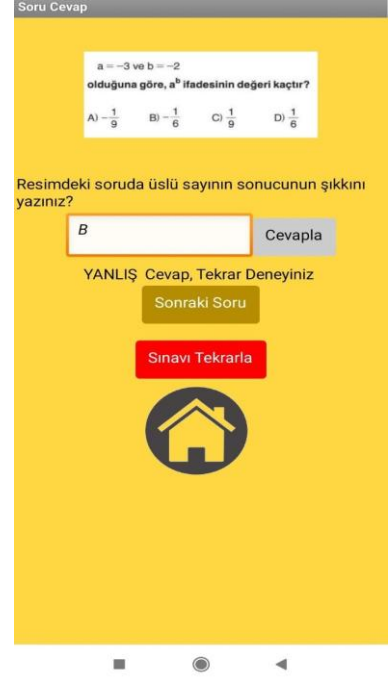 Soru Cevap
a = −3 ve b = −2
olduğuna göre, aᵇ ifadesinin değeri kaçtır?
A) −1/9 B) −1/6 C) 1/9 D) 1/6
Resimdeki soruda üslü sayının sonucunun şıkkını
yazınız?
B
Cevapla
YANLIŞ Cevap, Tekrar Deneyiniz
Sonraki Soru
Sınavı Tekrarla